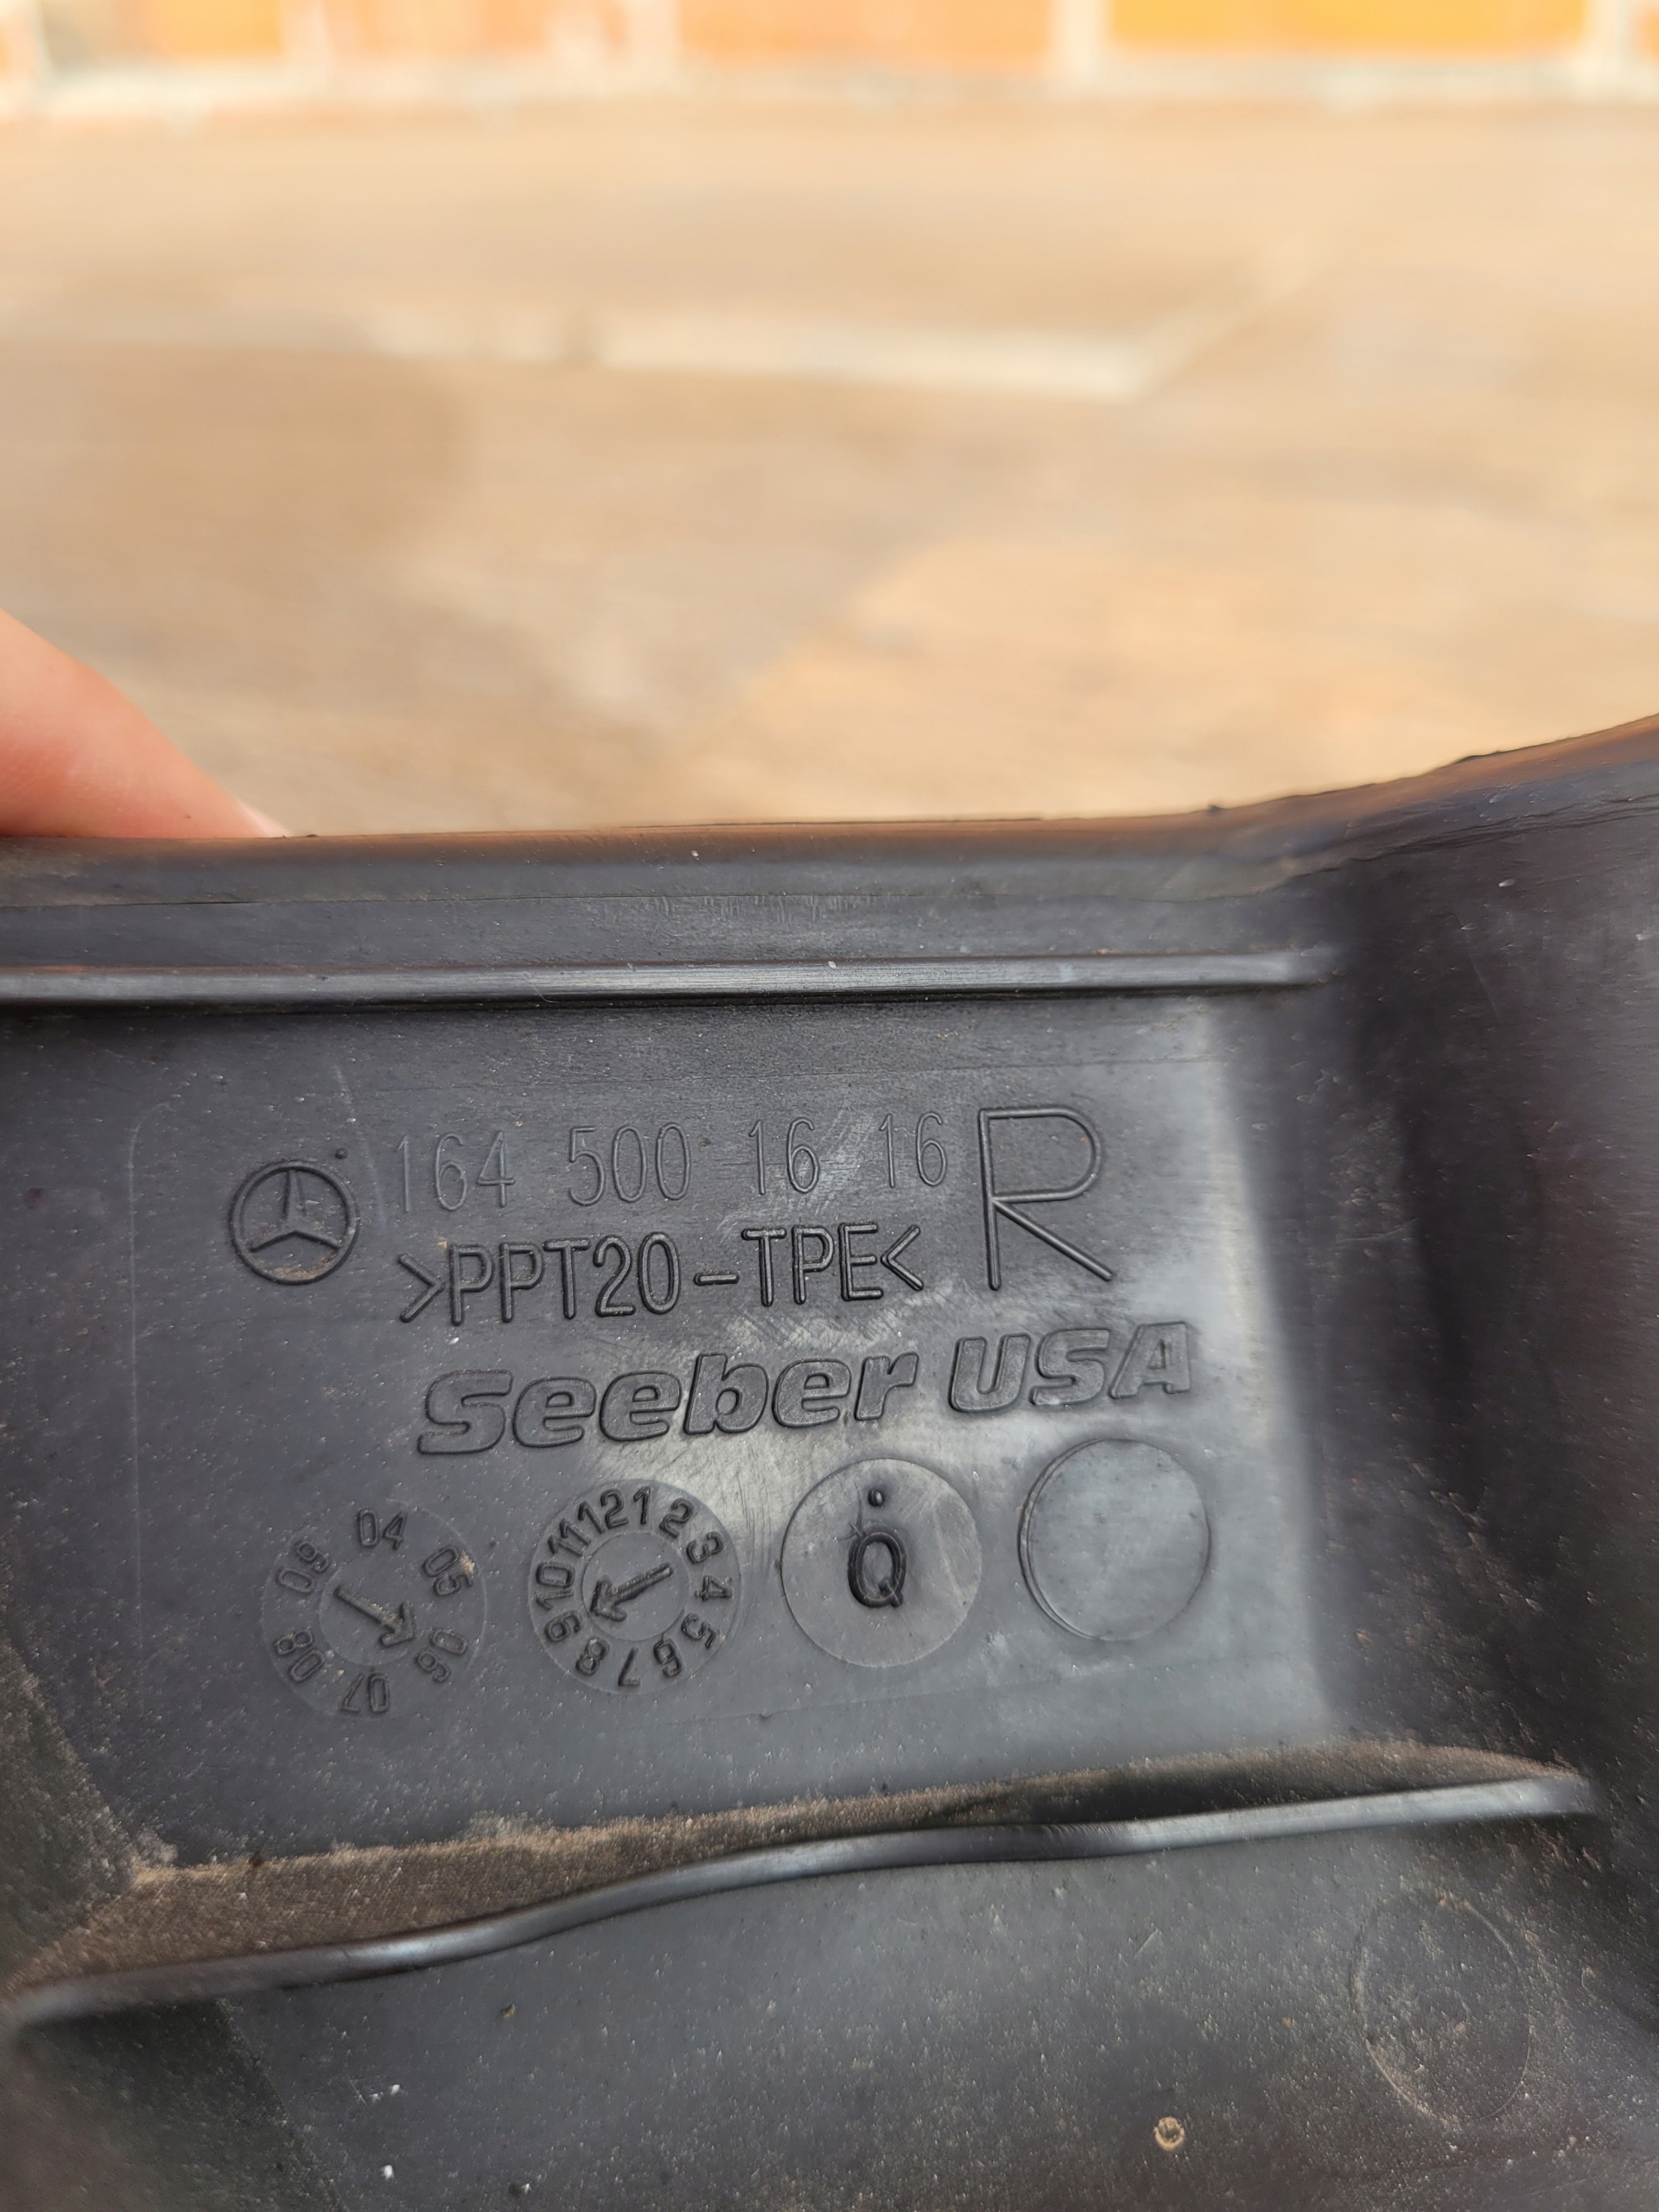 164 500 16 16 R
>PPT20-TPE<
Seeber USA
04 05 06 07 08 09
1 2 3 4 5 6 7 8 9 10 11 12
Q